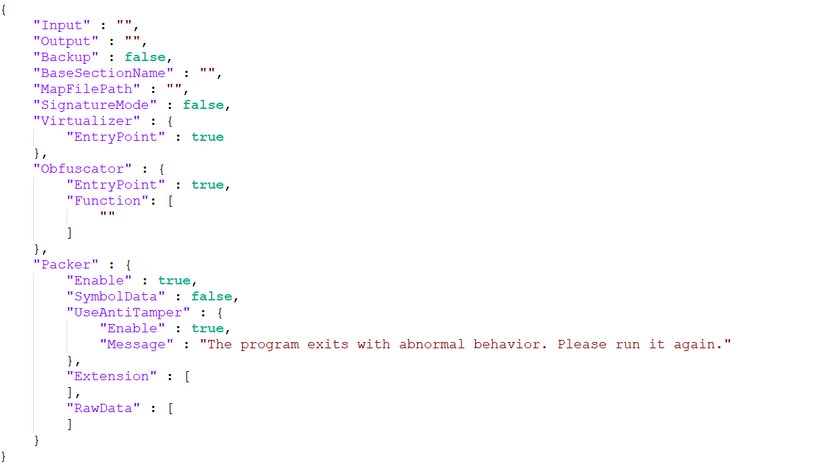 {
    "Input" : "",
    "Output" : "",
    "Backup" : false,
    "BaseSectionName" : "",
    "MapFilePath" : "",
    "SignatureMode" : false,
    "Virtualizer" : {
        "EntryPoint" : true
    },
    "Obfuscator" : {
        "EntryPoint" : true,
        "Function": [
            ""
        ]
    },
    "Packer" : {
        "Enable" : true,
        "SymbolData" : false,
        "UseAntiTamper" : {
            "Enable" : true,
            "Message" : "The program exits with abnormal behavior. Please run it again."
        },
        "Extension" : [
        ],
        "RawData" : [
        ]
    }
}